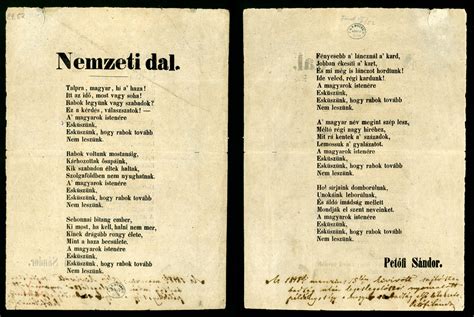 Nemzeti dal.
Talpra, magyar, hi a' haza!
Itt az idő, most vagy soha!
Rabok legyünk vagy szabadok?
Ez a kérdés, válasszatok! —
A' magyarok istenére
Esküszünk,
Esküszünk, hogy rabok tovább
Nem leszünk.
Rabok voltunk mostanáig,
Kárhozottak ősapáink,
Kik szabadon éltek haltak,
Szolgaföldben nem nyughatnak.
A' magyarok istenére
Esküszünk,
Esküszünk, hogy rabok tovább
Nem leszünk.
Sehonnai bitang ember,
Ki most, ha kell, halni nem mer,
Kinek drágább rongy élete,
Mint a haza becsülete.
A magyarok istenére
Esküszünk,
Esküszünk, hogy rabok tovább
Nem leszünk.
Fényesebb a' láncznál a' kard,
Jobban ékesíti a' kart,
És mi még is lánczot hordtunk!
Ide veled, régi kardunk!
A magyarok istenére
Esküszünk,
Esküszünk, hogy rabok tovább
Nem leszünk.
A' magyar név megint szép lesz,
Méltó régi nagy hiréhez,
Mit rá kentek a' századok,
Lemossuk a' gyalázatot.
A magyarok istenére
Esküszünk,
Esküszünk, hogy rabok tovább
Nem leszünk.
Hol sirjaink domborulnak,
Unokáink leborulnak,
És áldó imádság mellett
Mondják el szent neveinket.
A magyarok istenére
Esküszünk,
Esküszünk, hogy rabok tovább
Nem leszünk.
Petőfi Sándor.
Az 1848